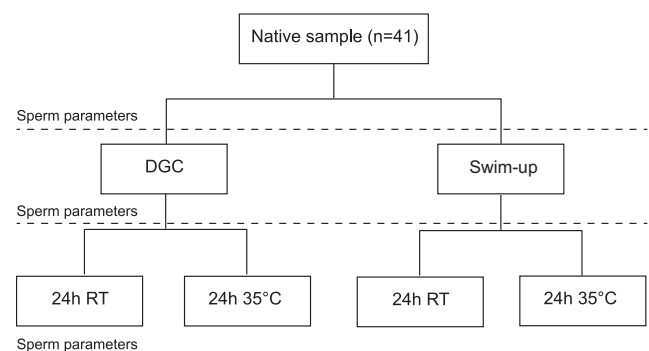 Native sample (n=41)
Sperm parameters
DGC
Swim-up
Sperm parameters
24h RT
24h 35°C
24h RT
24h 35°C
Sperm parameters